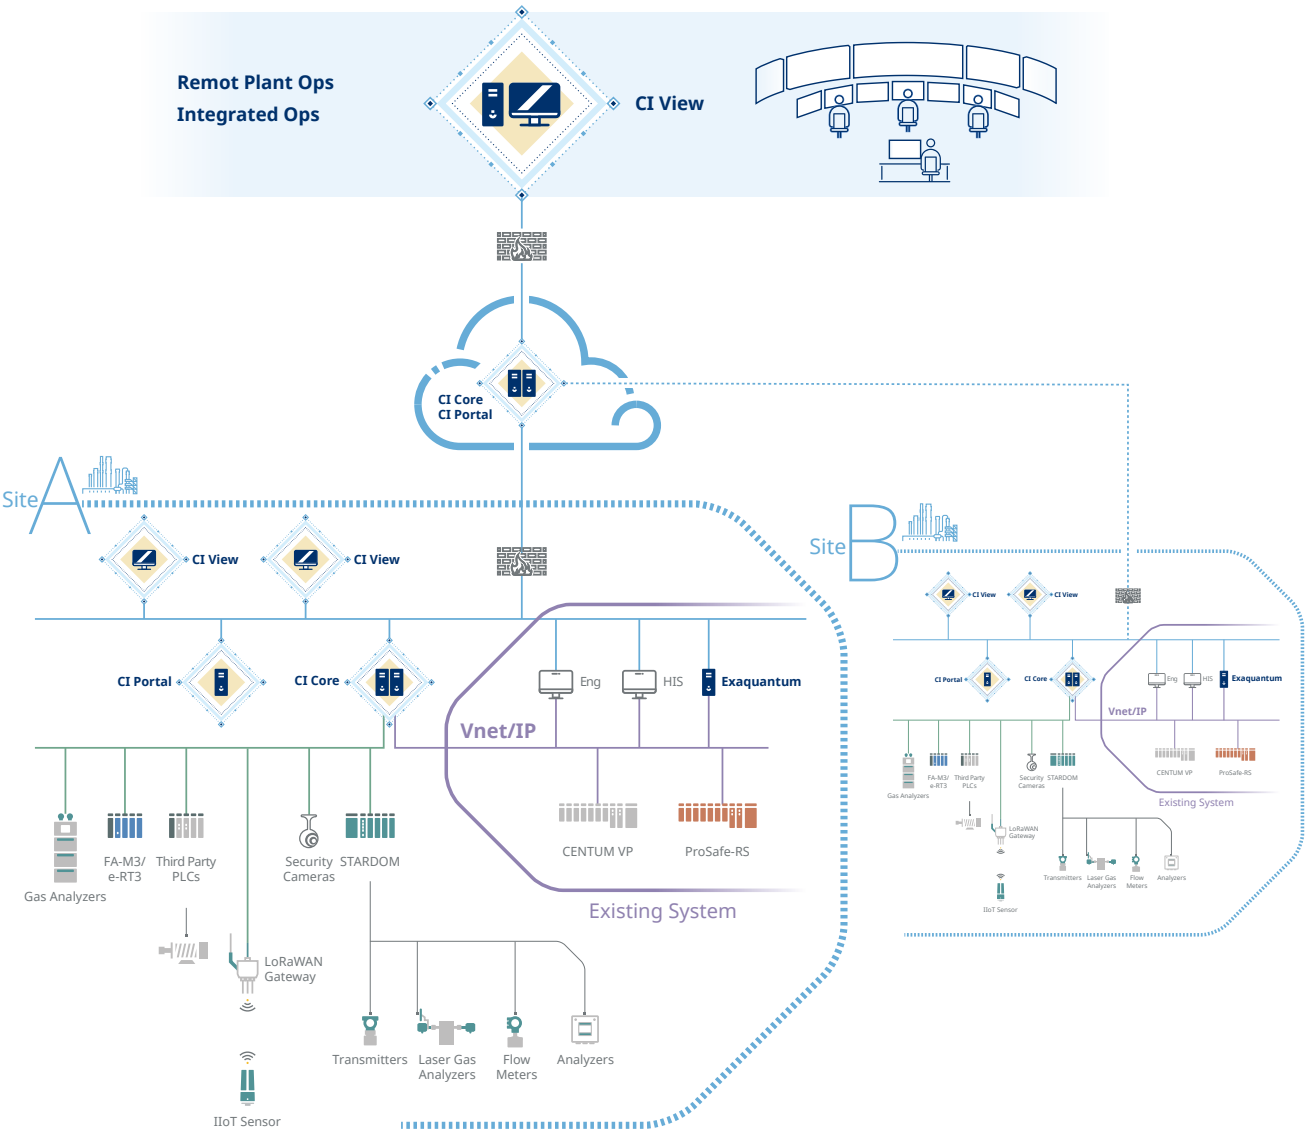 Remot Plant Ops
Integrated Ops
CI View
CI Core
CI Portal
Site A
CI View
CI View
CI Portal
CI Core
Eng
HIS
Exaquantum
Vnet/IP
FA-M3/
e-RT3
Third Party
PLCs
Security
Cameras
STARDOM
CENTUM VP
ProSafe-RS
Gas Analyzers
Existing System
LoRaWAN
Gateway
Transmitters
Laser Gas
Analyzers
Flow
Meters
Analyzers
IIoT Sensor
Site B
CI View
CI View
CI Portal
CI Core
Eng
HIS
Exaquantum
Vnet/IP
FA-M3/
e-RT3
Third Party
PLCs
Security
Cameras
STARDOM
CENTUM VP
ProSafe-RS
Gas Analyzers
Existing System
LoRaWAN
Gateway
Transmitters
Laser Gas
Analyzers
Flow
Meters
Analyzers
IIoT Sensor